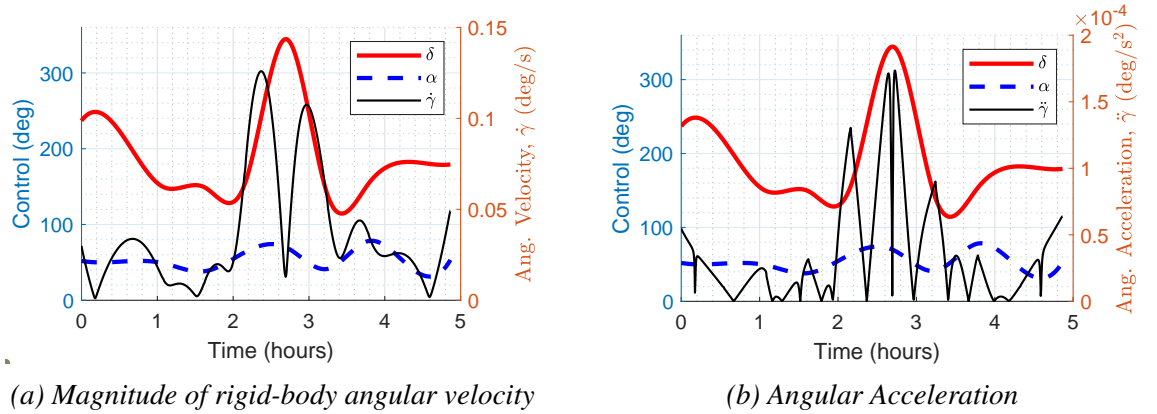 0.15
300
δ
α
γ̇
0.1
200
Control (deg)
Ang. Velocity, γ̇ (deg/s)
0.05
100
0
0
0 1 2 3 4 5
Time (hours)
(a) Magnitude of rigid-body angular velocity
×10⁻⁴
2
300
δ
α
γ̈
1.5
200
Control (deg)
1
Ang. Acceleration, γ̈ (deg/s²)
100
0.5
0
0
0 1 2 3 4 5
Time (hours)
(b) Angular Acceleration